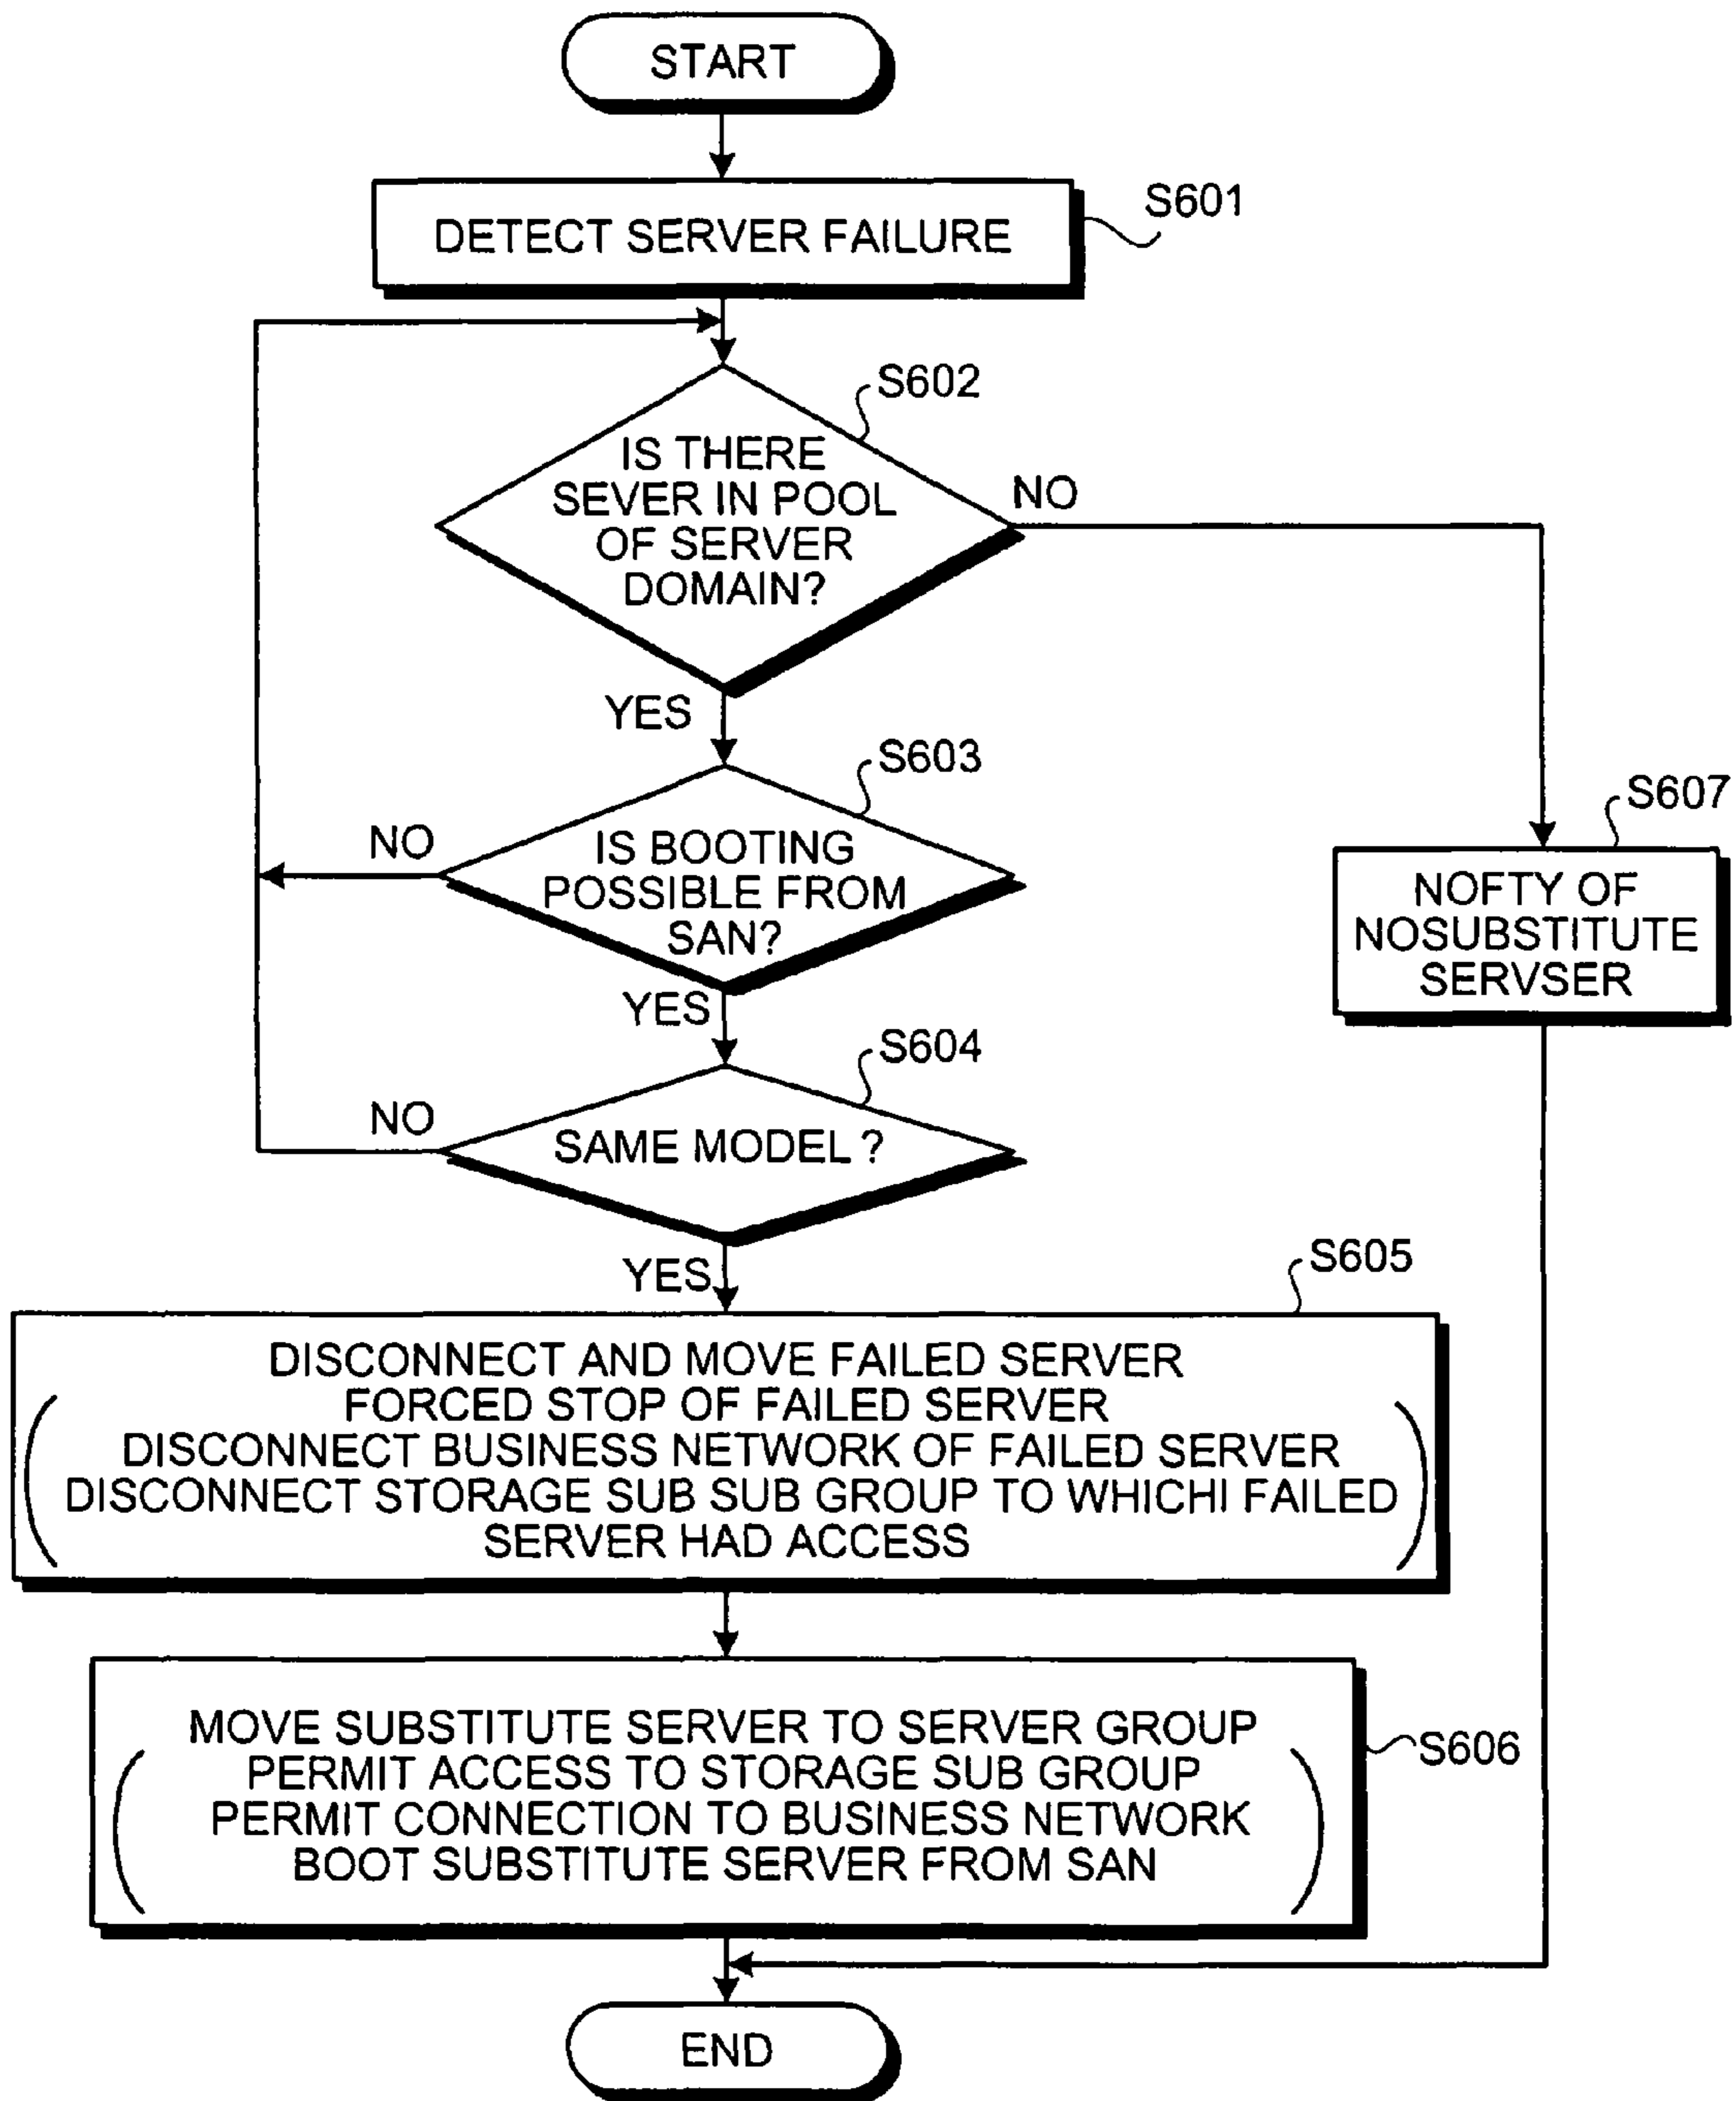 START
DETECT SERVER FAILURE
S601
S602
IS THERE
SEVER IN POOL
OF SERVER
DOMAIN?
NO
YES
S603
IS BOOTING
POSSIBLE FROM
SAN?
NO
YES
S607
NOFTY OF
NOSUBSTITUTE
SERVSER
S604
SAME MODEL ?
NO
YES
S605
DISCONNECT AND MOVE FAILED SERVER
FORCED STOP OF FAILED SERVER
DISCONNECT BUSINESS NETWORK OF FAILED SERVER
DISCONNECT STORAGE SUB SUB GROUP TO WHICHI FAILED
SERVER HAD ACCESS
MOVE SUBSTITUTE SERVER TO SERVER GROUP
PERMIT ACCESS TO STORAGE SUB GROUP
PERMIT CONNECTION TO BUSINESS NETWORK
BOOT SUBSTITUTE SERVER FROM SAN
S606
END